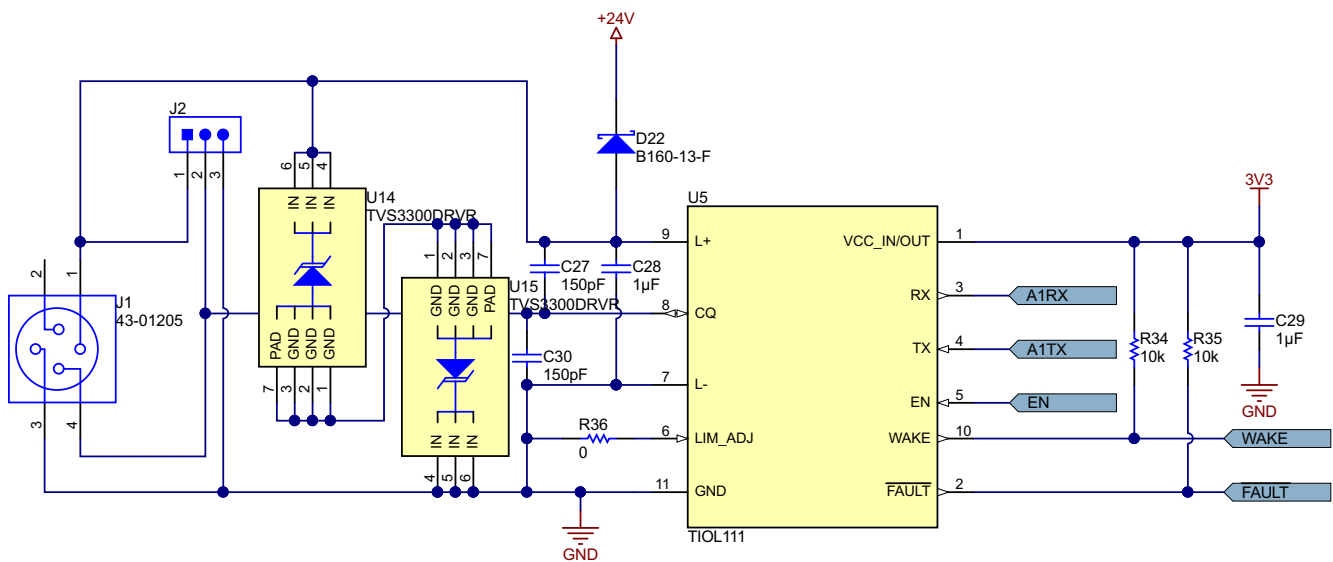 +24V
J2
D22
B160-13-F
1
2
3
6
5
4
IN
IN
IN
U14
TVS3300DRVR
U5
3V3
9
L+
VCC_IN/OUT
1
1
2
3
7
GND
GND
GND
PAD
C27
150pF
C28
1µF
2
1
J1
43-01205
U15
TVS3300DRVR
RX
3
A1RX
8
CQ
C29
1µF
PAD
GND
GND
GND
7
3
2
1
TX
4
A1TX
R34
10k
R35
10k
C30
150pF
7
L-
EN
5
EN
GND
3
4
IN
IN
IN
4
5
6
R36
0
6
LIM_ADJ
WAKE
10
WAKE
11
GND
FAULT
2
FAULT
GND
TIOL111